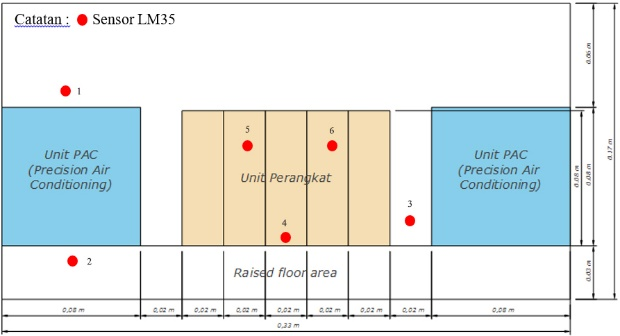 Catatan : Sensor LM35
1
5
6
Unit PAC
(Precision Air
Conditioning)
Unit Perangkat
Unit PAC
(Precision Air
Conditioning)
3
4
2
Raised floor area
0,06 m
0,17 m
0,08 m
0,08 m
0,03 m
0,08 m
0,02 m
0,02 m
0,02 m
0,02 m
0,02 m
0,02 m
0,02 m
0,08 m
0,33 m